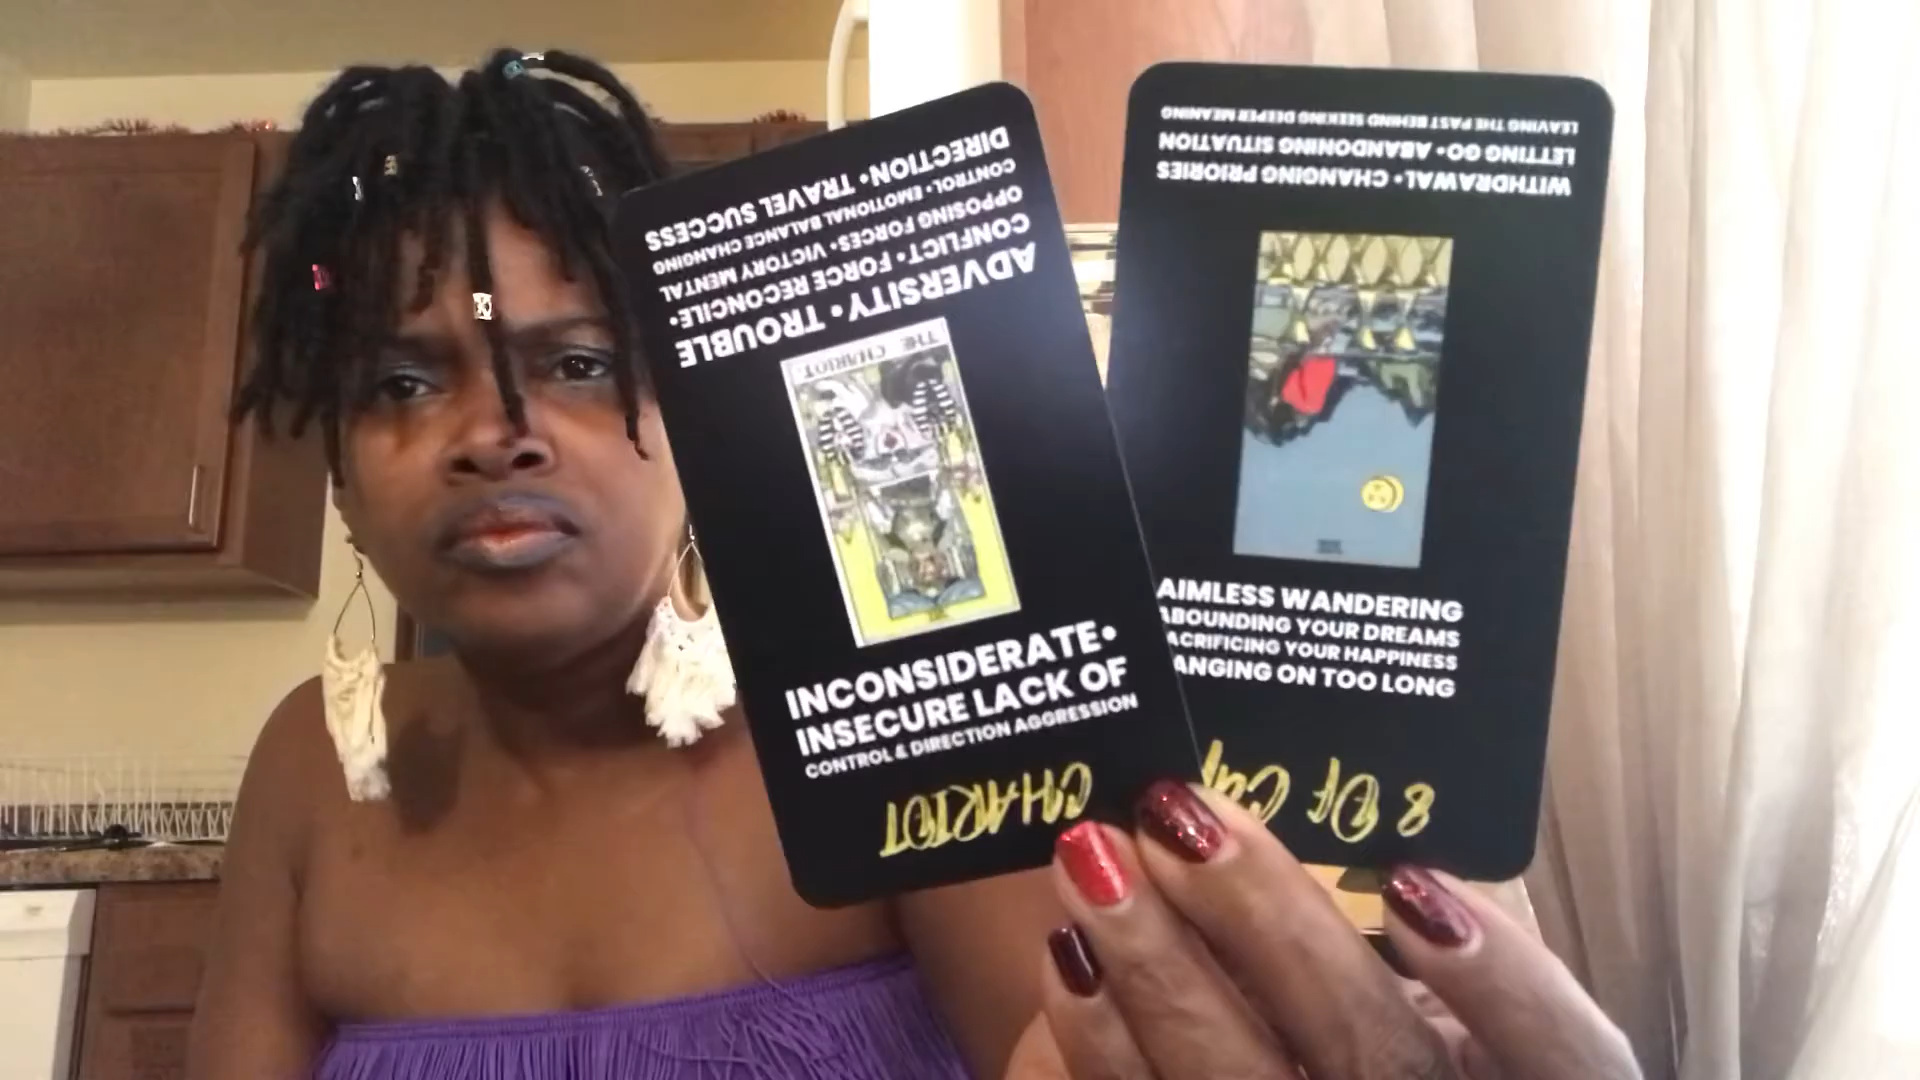 DIRECTION • TRAVEL SUCCESS
CONTROL • EMOTIONAL BALANCE CHANGING
OPPOSING FORCES • VICTORY MENTAL
CONFLICT • FORCE RECONCILE •
ADVERSITY • TROUBLE
THE CHARIOT.
INCONSIDERATE •
INSECURE LACK OF
CONTROL & DIRECTION AGGRESSION
CHARIOT
LEAVING THE PAST BEHIND SEEKING DEEPER MEANING
LETTING GO • ABANDONING SITUATION
WITHDRAWAL • CHANGING PRIORIES
VIII
AIMLESS WANDERING
ABOUNDING YOUR DREAMS
ACRIFICING YOUR HAPPINESS
ANGING ON TOO LONG
8 OF CUP